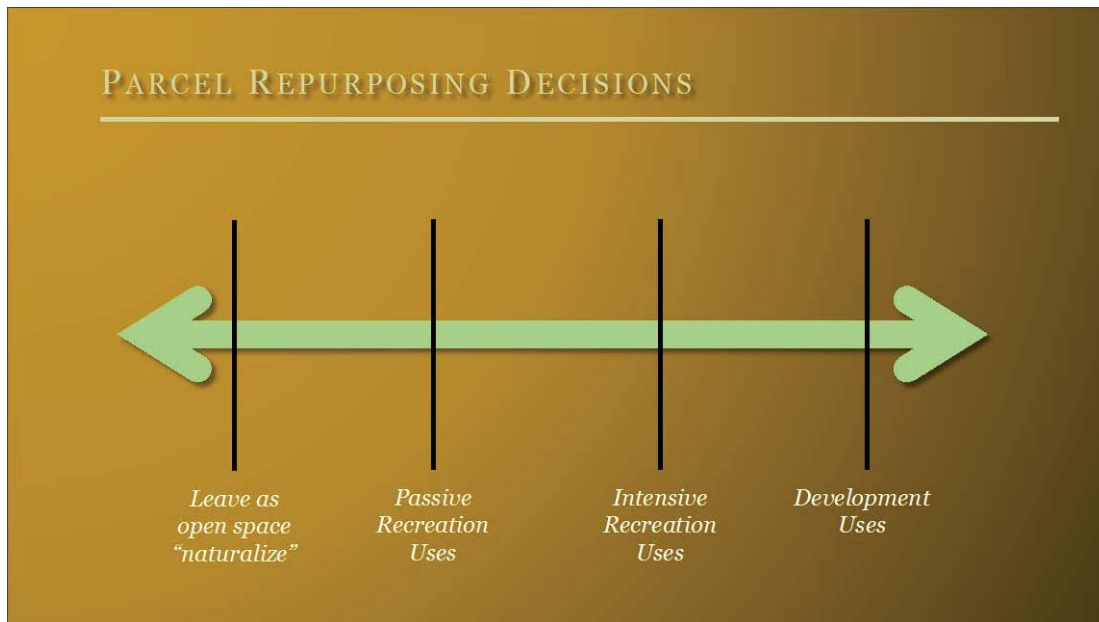 PARCEL REPURPOSING DECISIONS
Leave as
open space
“naturalize”
Passive
Recreation
Uses
Intensive
Recreation
Uses
Development
Uses